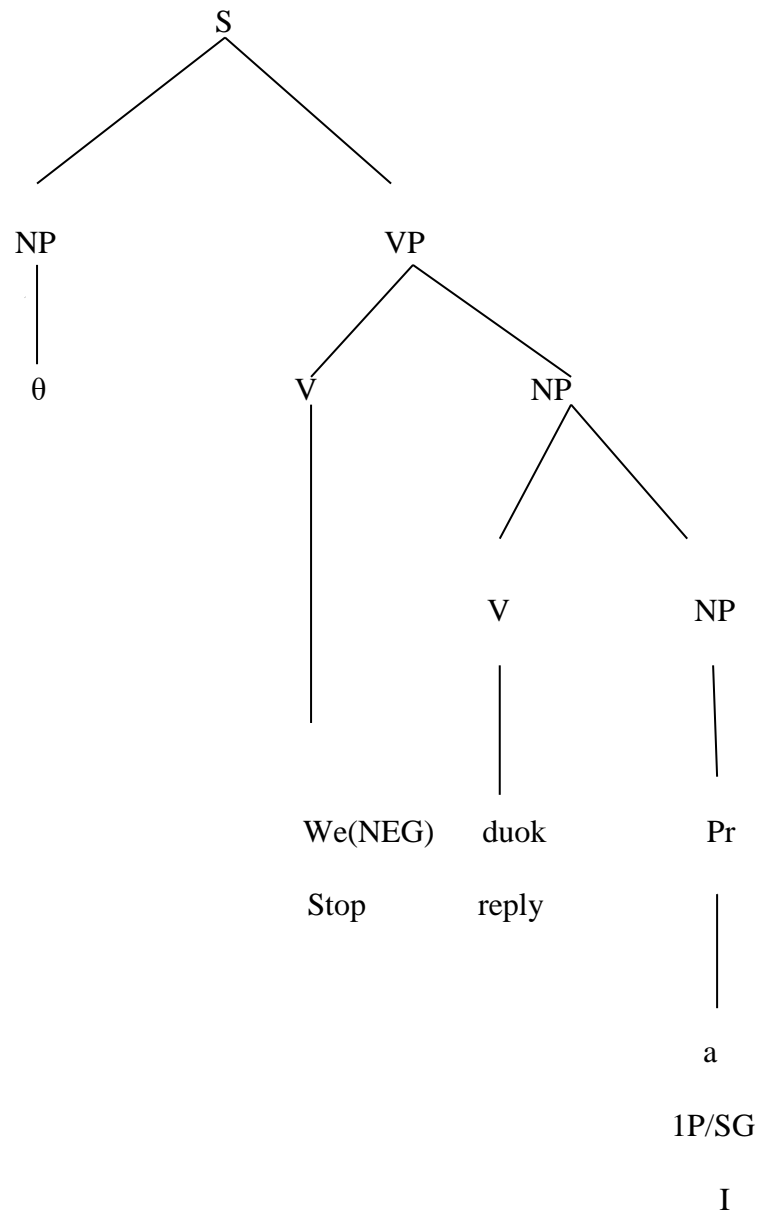 S
NP VP
θ V NP
V NP
We(NEG) duok Pr
Stop reply
a
1P/SG
I